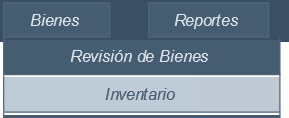 Bienes Reportes
Revisión de Bienes
Inventario